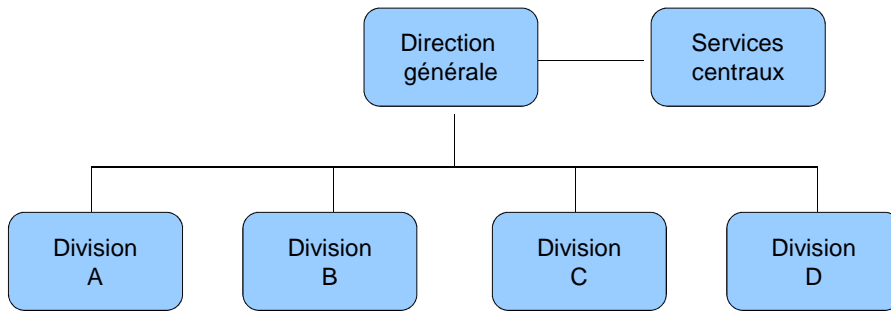 Direction
générale
Services
centraux
Division
A
Division
B
Division
C
Division
D